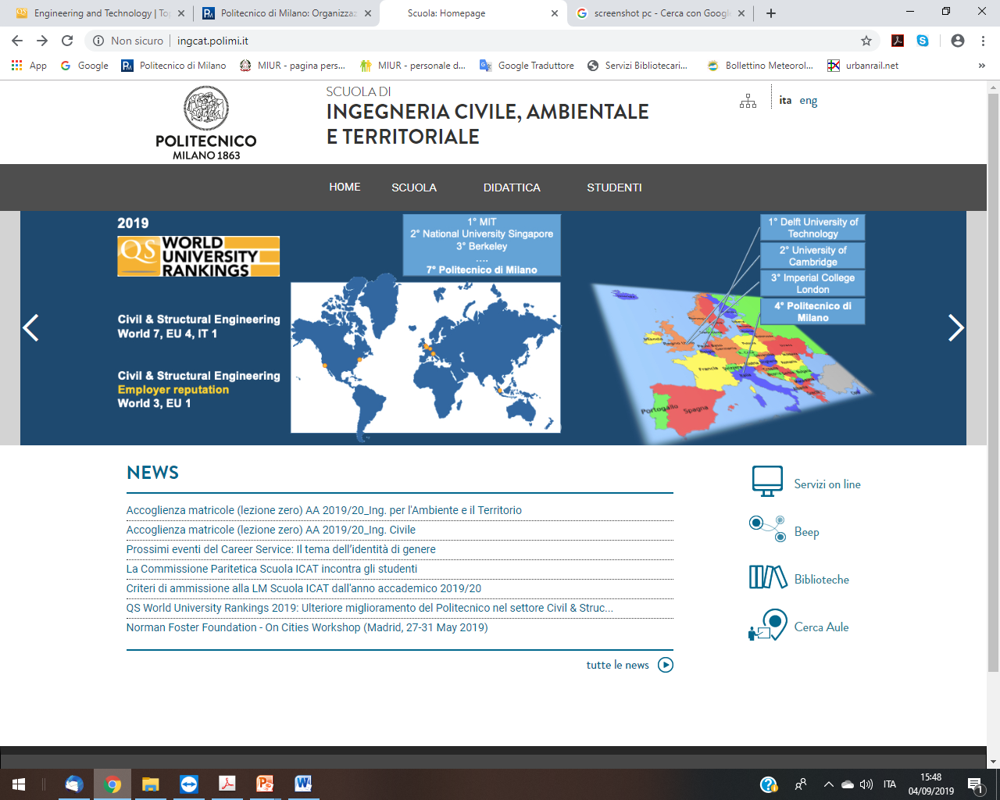 Engineering and Technology | Top
Politecnico di Milano: Organizzaz
Scuola: Homepage
screenshot pc - Cerca con Google
Non sicuro
ingcat.polimi.it
App
Google
Politecnico di Milano
MIUR - pagina pers...
MIUR - personale d...
Google Traduttore
Servizi Bibliotecari...
Bollettino Meteorol...
urbanrail.net
»
POLITECNICO
MILANO 1863
SCUOLA DI
INGEGNERIA CIVILE, AMBIENTALE
E TERRITORIALE
ita eng
HOME
SCUOLA
DIDATTICA
STUDENTI
2019
QS WORLD
UNIVERSITY
RANKINGS
Civil & Structural Engineering
World 7, EU 4, IT 1
Civil & Structural Engineering
Employer reputation
World 3, EU 1
1° MIT
2° National University Singapore
3° Berkeley
....
7° Politecnico di Milano
1° Delft University of
Technology
2° University of
Cambridge
3° Imperial College
London
4° Politecnico di
Milano
Irlanda
Regno Unito
Francia
Portogallo
Spagna
NEWS
Accoglienza matricole (lezione zero) AA 2019/20_Ing. per l'Ambiente e il Territorio
Accoglienza matricole (lezione zero) AA 2019/20_Ing. Civile
Prossimi eventi del Career Service: Il tema dell'identità di genere
La Commissione Paritetica Scuola ICAT incontra gli studenti
Criteri di ammissione alla LM Scuola ICAT dall'anno accademico 2019/20
QS World University Rankings 2019: Ulteriore miglioramento del Politecnico nel settore Civil & Struc...
Norman Foster Foundation - On Cities Workshop (Madrid, 27-31 May 2019)
tutte le news
Servizi on line
Beep
Biblioteche
Cerca Aule
ITA
15:48
04/09/2019
1